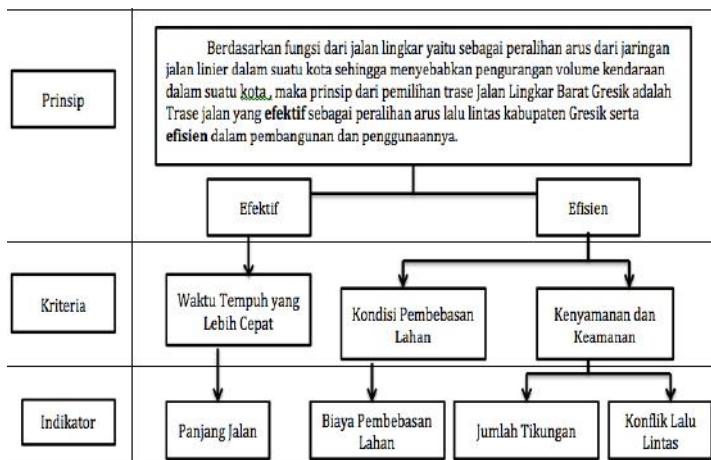 Prinsip
Berdasarkan fungsi dari jalan lingkar yaitu sebagai peralihan arus dari jaringan
jalan linier dalam suatu kota sehingga menyebabkan pengurangan volume kendaraan
dalam suatu kota , maka prinsip dari pemilihan trase Jalan Lingkar Barat Gresik adalah
Trase jalan yang efektif sebagai peralihan arus lalu lintas kabupaten Gresik serta
efisien dalam pembangunan dan penggunaannya.
Efektif
Efisien
Kriteria
Waktu Tempuh yang
Lebih Cepat
Kondisi Pembebasan
Lahan
Kenyamanan dan
Keamanan
Indikator
Panjang Jalan
Biaya Pembebasan
Lahan
Jumlah Tikungan
Konflik Lalu
Lintas